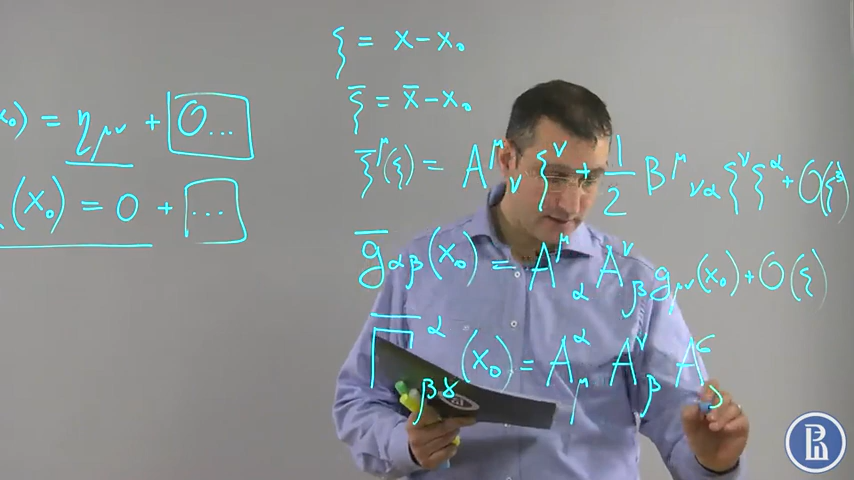 ξ = x − x₀
ξ̄ = x̄ − x₀
x₀) = η_μν + O...
ξ̄^μ(ξ) = A^μ_ν ξ^ν + 1/2 B^μ_να ξ^ν ξ^α + O(ξ³)
(x₀) = 0 + ...
ḡ_αβ(x₀) = A^μ_α A^ν_β g_μν(x₀) + O(ξ)
Γ̄^α_βγ(x₀) = A^α_μ A^ν_β A^σ_γ